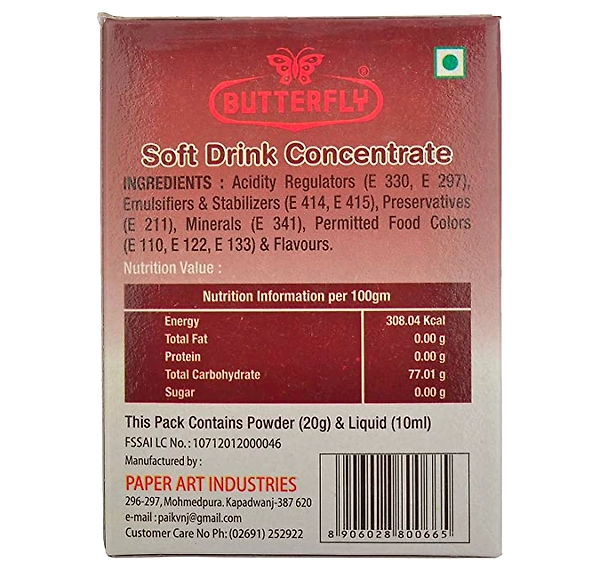 BUTTERFLY ®
Soft Drink Concentrate
INGREDIENTS : Acidity Regulators (E 330, E 297),
Emulsifiers & Stabilizers (E 414, E 415), Preservatives
(E 211), Minerals (E 341), Permitted Food Colors
(E 110, E 122, E 133) & Flavours.
Nutrition Value :
Nutrition Information per 100gm
Energy 308.04 Kcal
Total Fat 0.00 g
Protein 0.00 g
Total Carbohydrate 77.01 g
Sugar 0.00 g
This Pack Contains Powder (20g) & Liquid (10ml)
FSSAI LC No. : 10712012000046
Manufactured by :
PAPER ART INDUSTRIES
296-297, Mohmedpura. Kapadwanj-387 620
e-mail : paikvnj@gmail.com
Customer Care No Ph: (02691) 252922
8 906028 800665